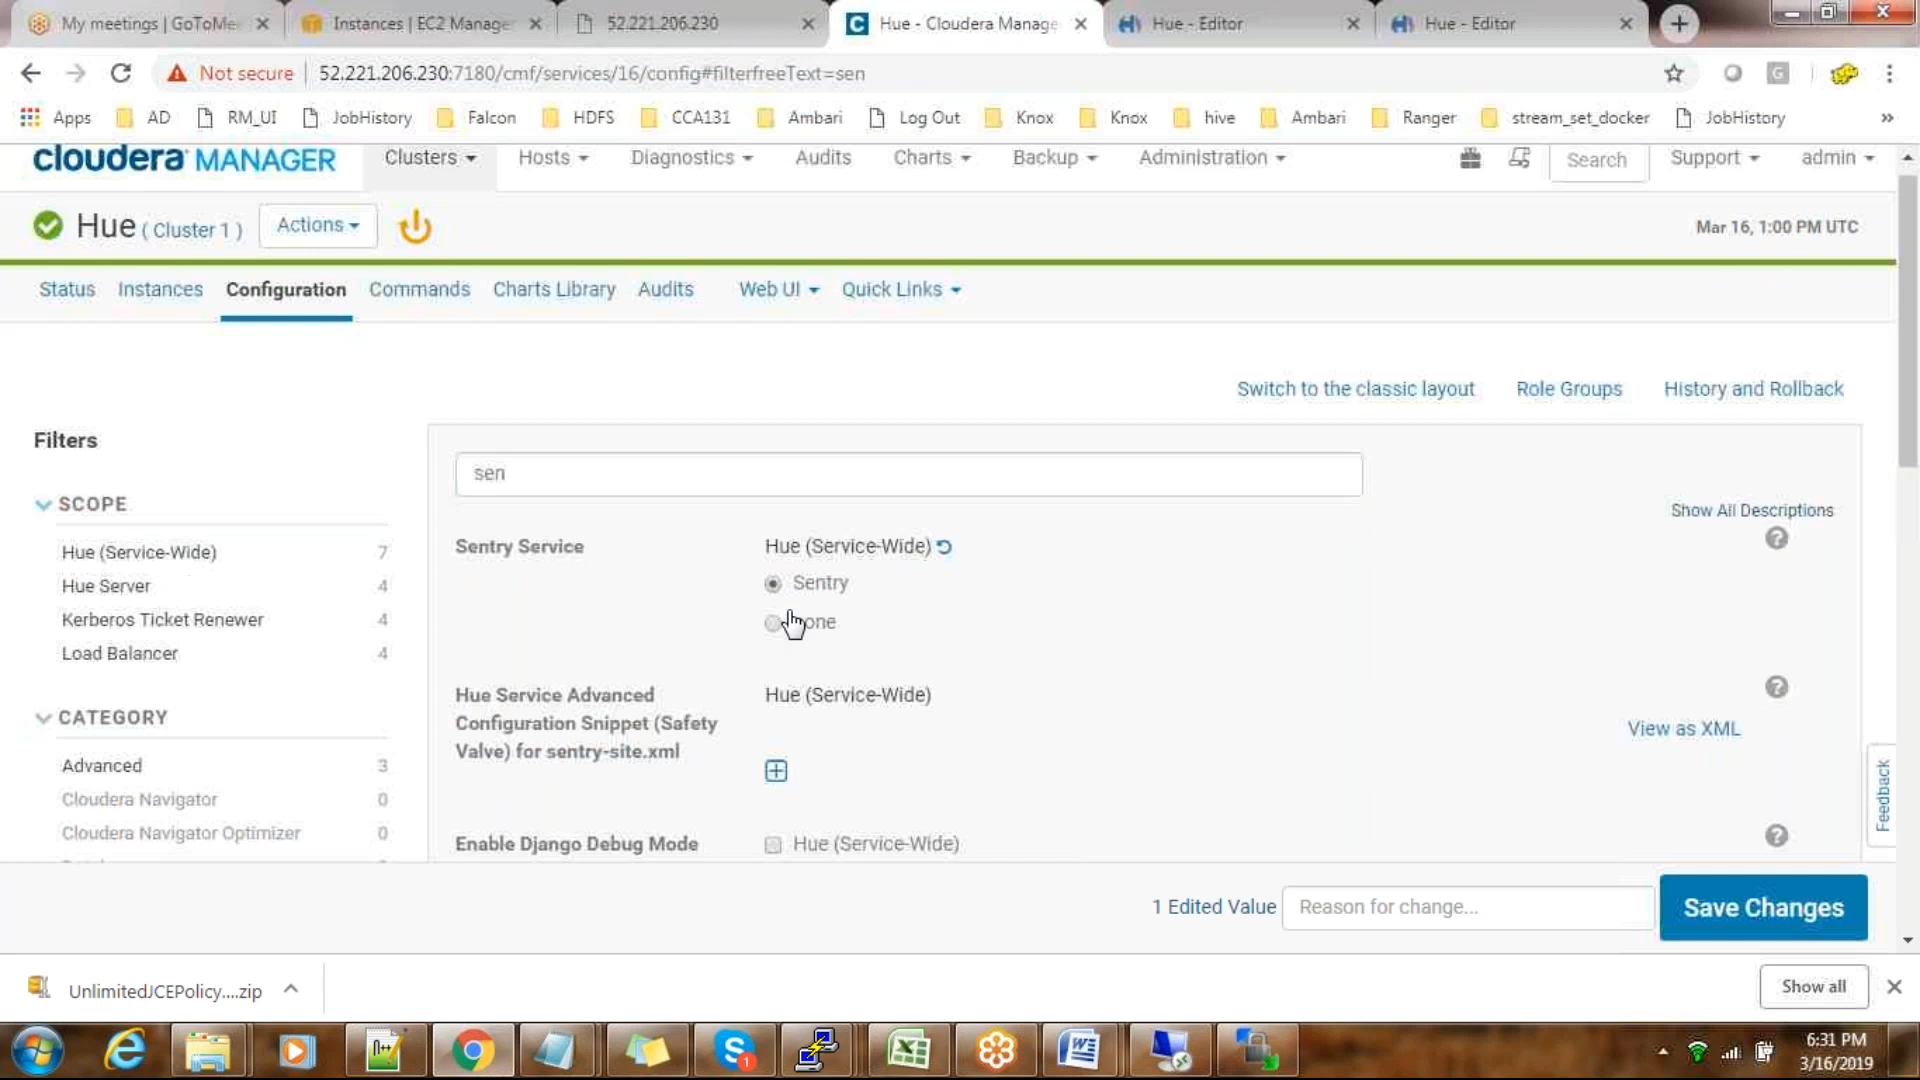 My meetings | GoToMe
Instances | EC2 Manage
52.221.206.230
Hue - Cloudera Manage
Hue - Editor
Hue - Editor
Not secure
52.221.206.230:7180/cmf/services/16/config#filterfreeText=sen
Apps
AD
RM_UI
JobHistory
Falcon
HDFS
CCA131
Ambari
Log Out
Knox
Knox
hive
Ambari
Ranger
stream_set_docker
JobHistory
»
cloudera MANAGER
Clusters
Hosts
Diagnostics
Audits
Charts
Backup
Administration
Search
Support
admin
Hue ( Cluster 1 )
Actions
Mar 16, 1:00 PM UTC
Status
Instances
Configuration
Commands
Charts Library
Audits
Web UI
Quick Links
Switch to the classic layout
Role Groups
History and Rollback
Filters
sen
SCOPE
Show All Descriptions
Hue (Service-Wide) 7
Hue Server 4
Kerberos Ticket Renewer 4
Load Balancer 4
Sentry Service
Hue (Service-Wide)
Sentry
CATEGORY
Advanced 3
Cloudera Navigator 0
Cloudera Navigator Optimizer 0
Hue Service Advanced
Configuration Snippet (Safety
Valve) for sentry-site.xml
Hue (Service-Wide)
View as XML
Feedback
Enable Django Debug Mode
Hue (Service-Wide)
1 Edited Value
Reason for change...
Save Changes
UnlimitedJCEPolicy....zip
Show all
6:31 PM
3/16/2019